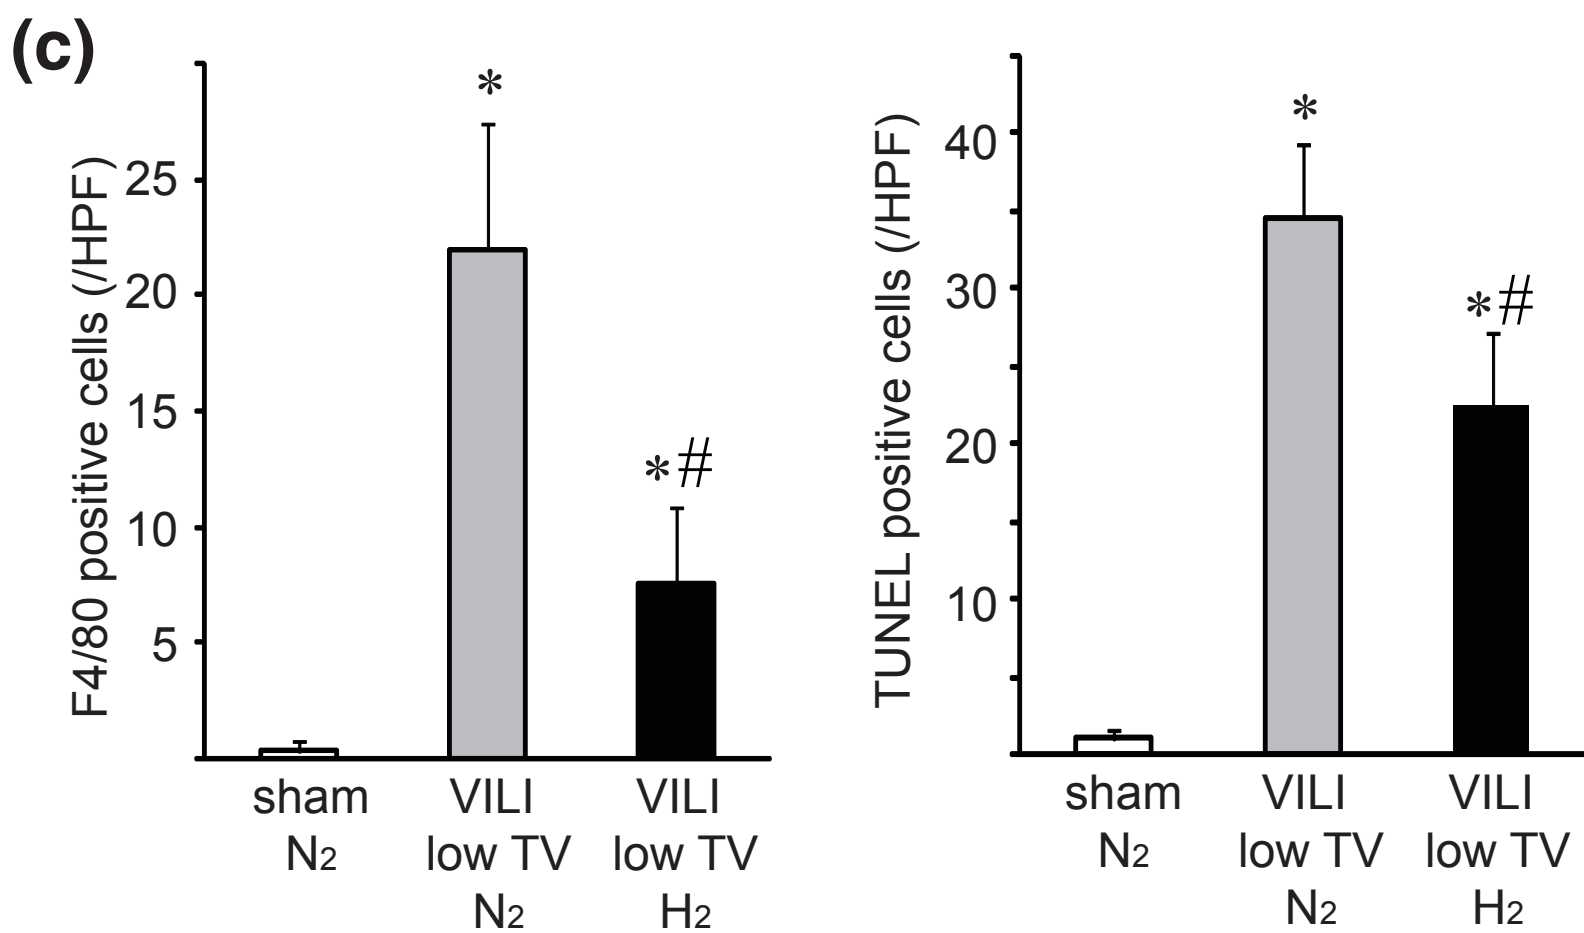 (c)
F4/80 positive cells (/HPF)
25
20
15
10
5
*
*#
sham
N2
VILI
low TV
N2
VILI
low TV
H2
TUNEL positive cells (/HPF)
40
30
20
10
*
*#
sham
N2
VILI
low TV
N2
VILI
low TV
H2